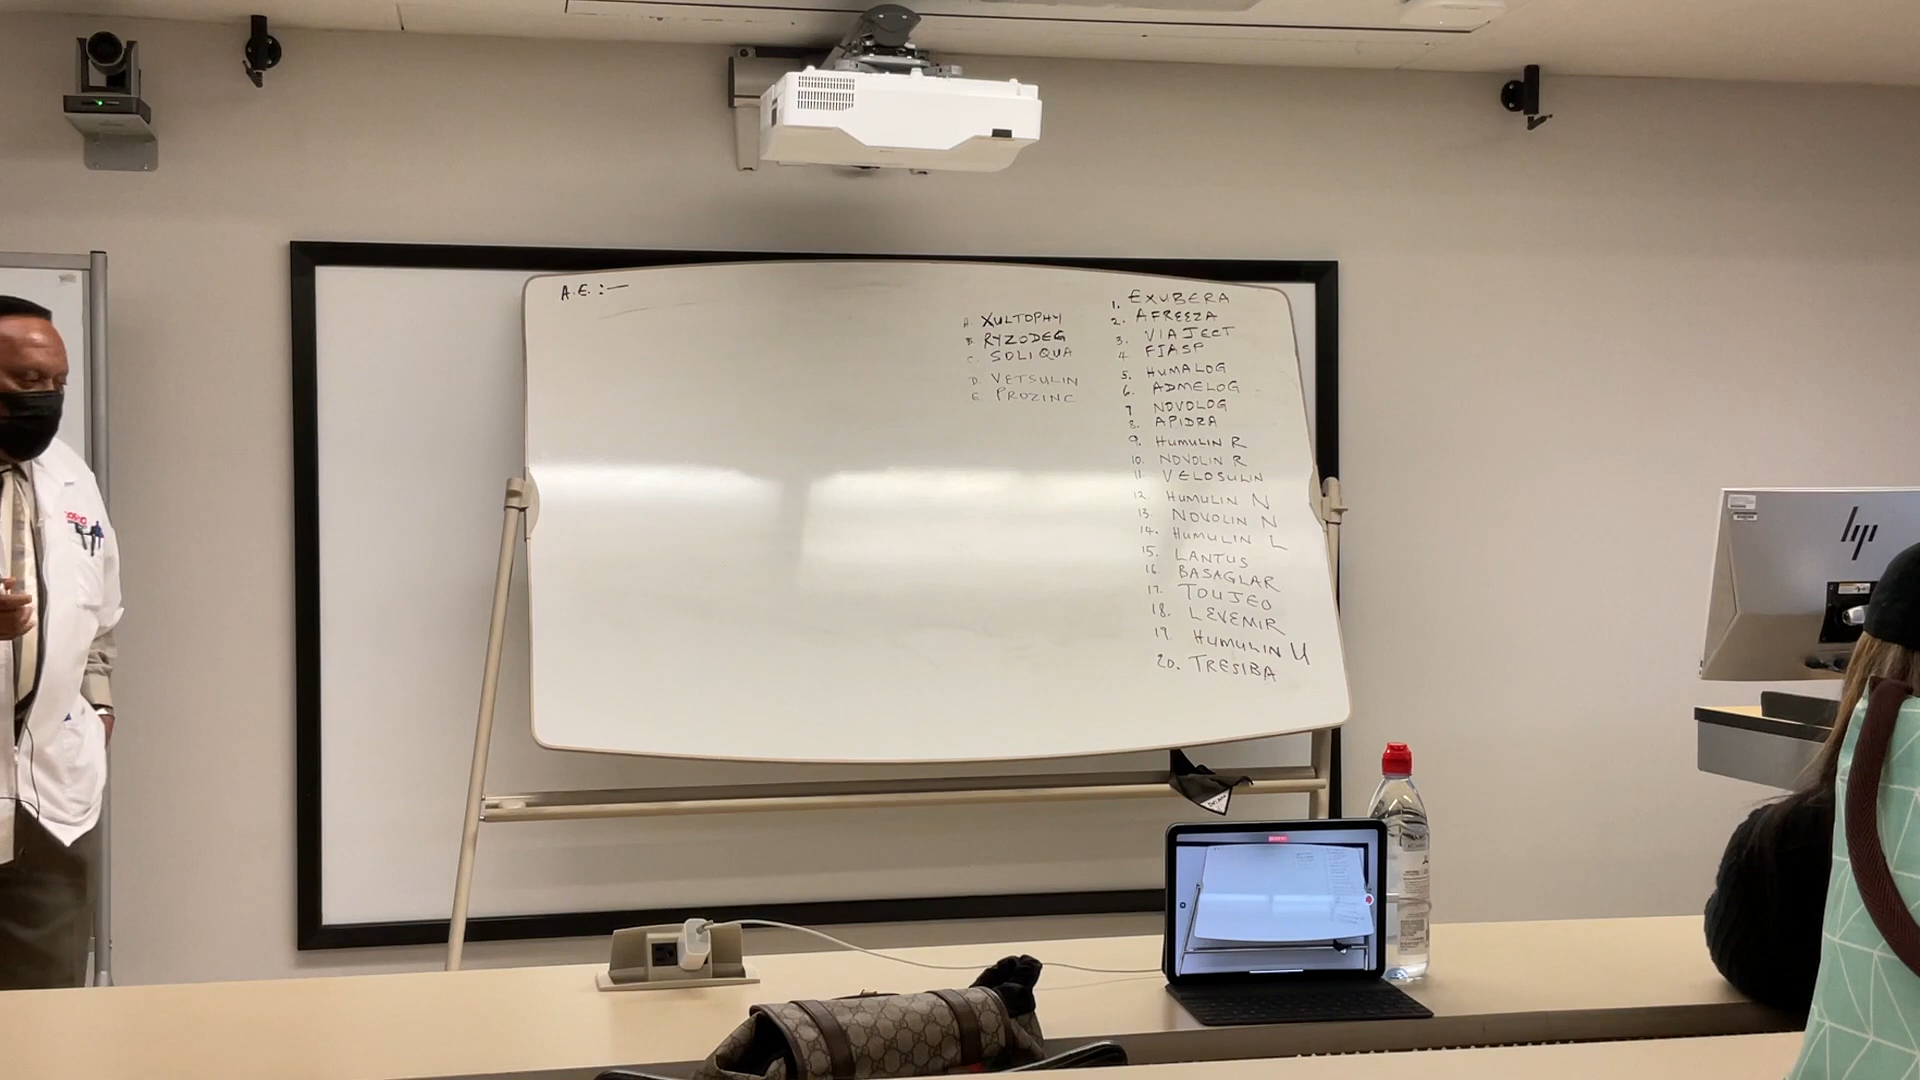 A.E. :—
A. XULTOPHY
B. RYZODEG
C. SOLIQUA
D. VETSULIN
E. PROZINC
1. EXUBERA
2. AFREEZA
3. VIAJECT
4. FIASP
5. HUMALOG
6. ADMELOG
7 NOVOLOG
8. APIDRA
9. HUMULIN R
10. NOVOLIN R
11. VELOSULIN
12. HUMULIN N
13. NOVOLIN N
14. HUMULIN L
15. LANTUS
16. BASAGLAR
17. TOUJEO
18. LEVEMIR
19. HUMULIN U
20. TRESIBA
hp